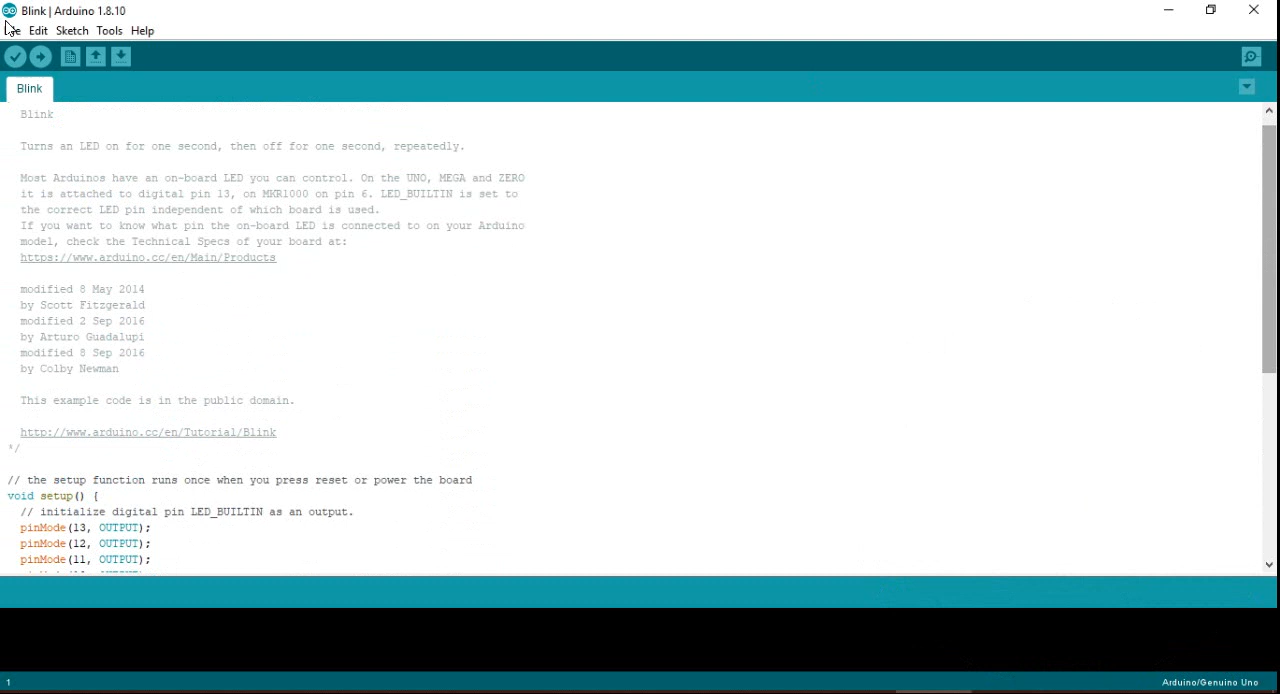 Blink | Arduino 1.8.10
Edit Sketch Tools Help
Blink
Blink
Turns an LED on for one second, then off for one second, repeatedly.
Most Arduinos have an on-board LED you can control. On the UNO, MEGA and ZERO
it is attached to digital pin 13, on MKR1000 on pin 6. LED_BUILTIN is set to
the correct LED pin independent of which board is used.
If you want to know what pin the on-board LED is connected to on your Arduino
model, check the Technical Specs of your board at:
https://www.arduino.cc/en/Main/Products
modified 8 May 2014
by Scott Fitzgerald
modified 2 Sep 2016
by Arturo Guadalupi
modified 8 Sep 2016
by Colby Newman
This example code is in the public domain.
http://www.arduino.cc/en/Tutorial/Blink
*/
// the setup function runs once when you press reset or power the board
void setup() {
// initialize digital pin LED_BUILTIN as an output.
pinMode(13, OUTPUT);
pinMode(12, OUTPUT);
pinMode(11, OUTPUT);
1
Arduino/Genuino Uno